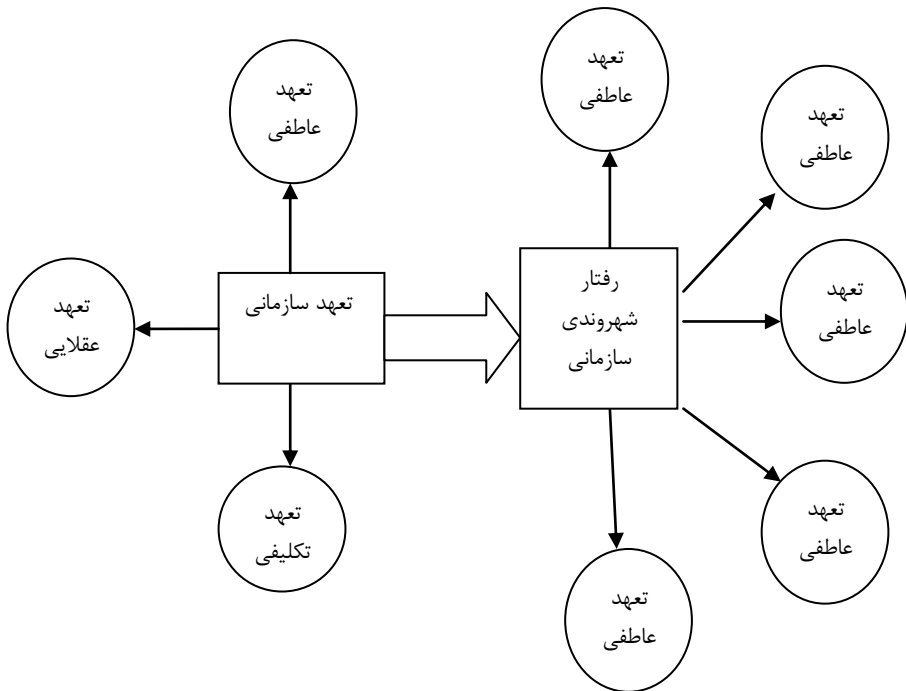 تعهد
عاطفی
تعهد
عاطفی
تعهد
عاطفی
تعهد
عاطفی
رفتار
شهروندی
سازمانی
تعهد سازمانی
تعهد
عقلایی
تعهد
عاطفی
تعهد
تکلیفی
تعهد
عاطفی